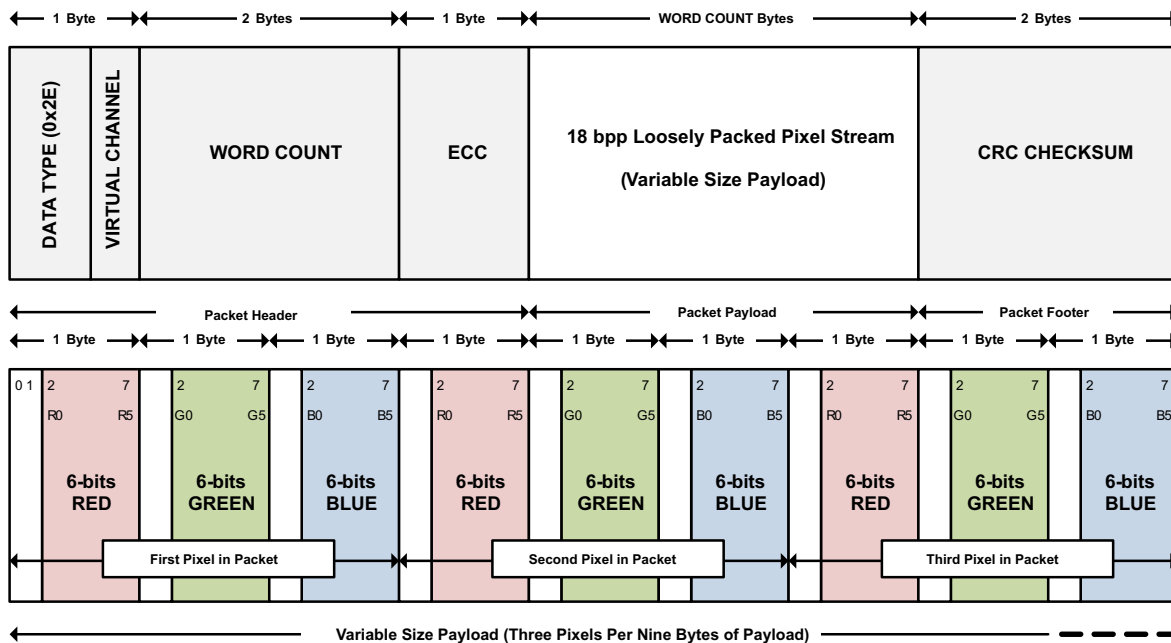 1 Byte 2 Bytes 1 Byte WORD COUNT Bytes 2 Bytes
DATA TYPE (0x2E)
VIRTUAL CHANNEL
WORD COUNT
ECC
18 bpp Loosely Packed Pixel Stream
(Variable Size Payload)
CRC CHECKSUM
Packet Header Packet Payload Packet Footer
1 Byte 1 Byte 1 Byte 1 Byte 1 Byte 1 Byte 1 Byte 1 Byte 1 Byte
0 1 2 7 2 7 2 7 2 7 2 7 2 7 2 7 2 7 2 7
R0 R5 G0 G5 B0 B5 R0 R5 G0 G5 B0 B5 R0 R5 G0 G5 B0 B5
6-bits 6-bits 6-bits 6-bits 6-bits 6-bits 6-bits 6-bits 6-bits
RED GREEN BLUE RED GREEN BLUE RED GREEN BLUE
First Pixel in Packet Second Pixel in Packet Third Pixel in Packet
Variable Size Payload (Three Pixels Per Nine Bytes of Payload)